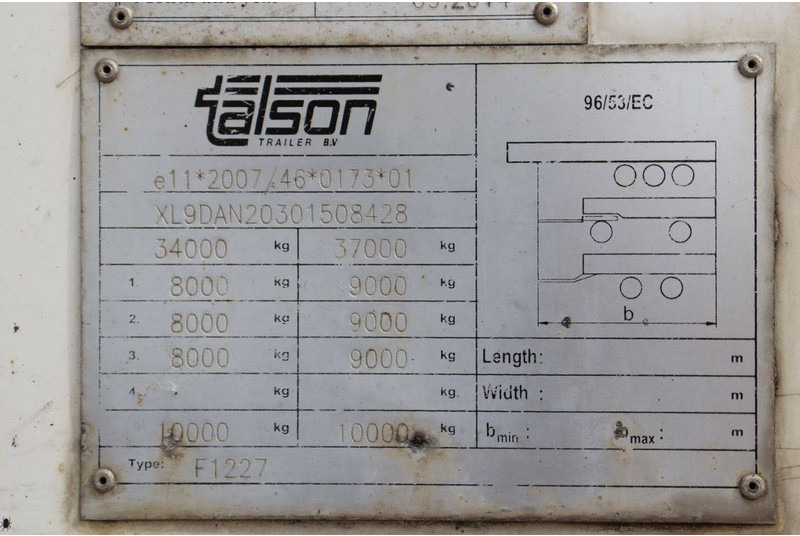 talson
TRAILER B.V
e11*2007/46*0173*01
XL9DAN20301508428
34000 kg 37000 kg
1. 8000 kg 9000 kg
2. 8000 kg 9000 kg
3. 8000 kg 9000 kg
4. kg kg
10000 kg 10000 kg
Type: F1227
96/53/EC
b
Length: m
Width :
m
bmin : bmax : m